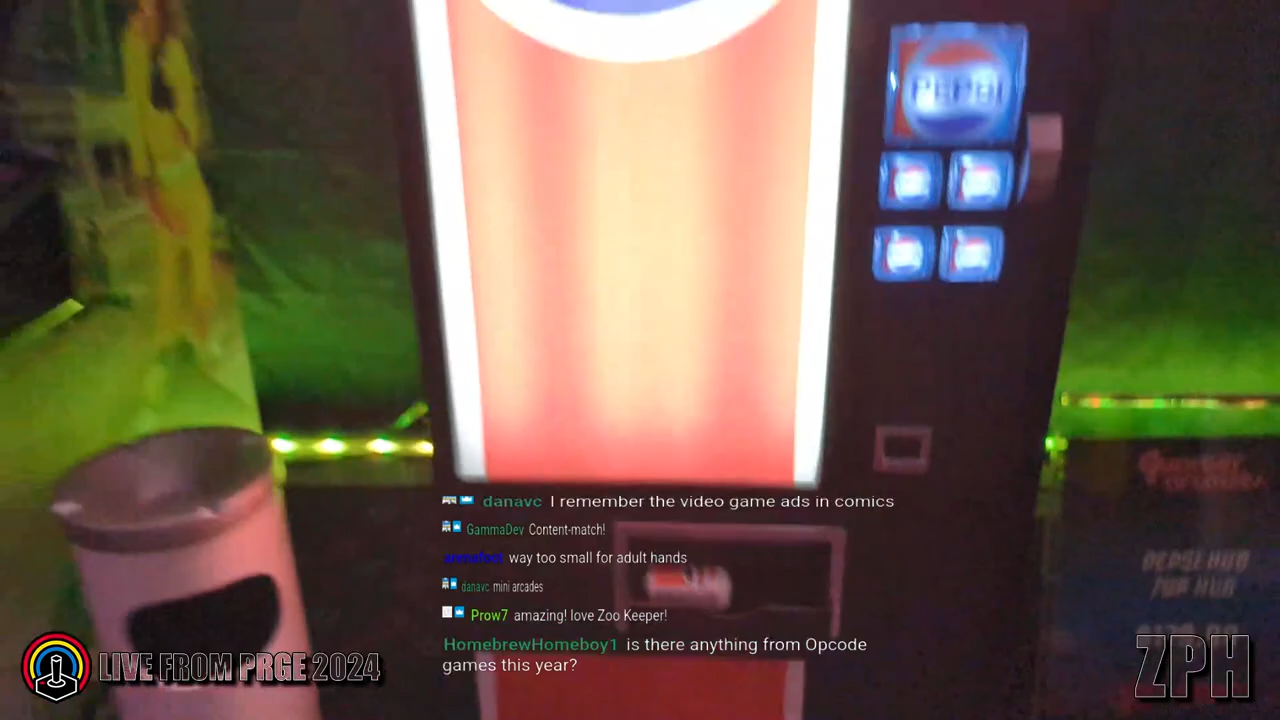 PEPSI
danavc I remember the video game ads in comics
GammaDev Content-match!
way too small for adult hands
danavc mini arcades
Prow7 amazing! love Zoo Keeper!
HomebrewHomeboy1 is there anything from Opcode
games this year?
PEPSI HUB
LIVE FROM PRGE 2024
ZPH